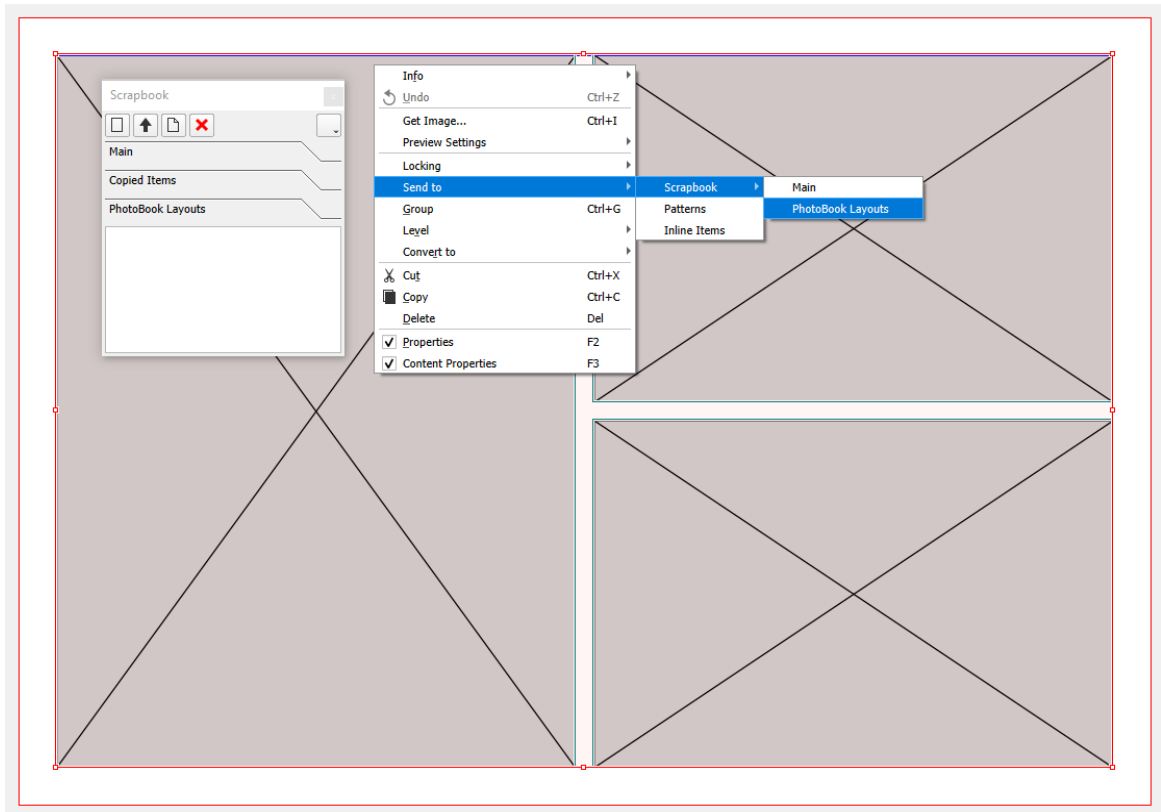 Scrapbook
Main
Copied Items
PhotoBook Layouts
Info
Undo Ctrl+Z
Get Image... Ctrl+I
Preview Settings
Locking
Send to
Group Ctrl+G
Level
Convert to
Cut Ctrl+X
Copy Ctrl+C
Delete Del
Properties F2
Content Properties F3
Scrapbook
Patterns
Inline Items
Main
PhotoBook Layouts